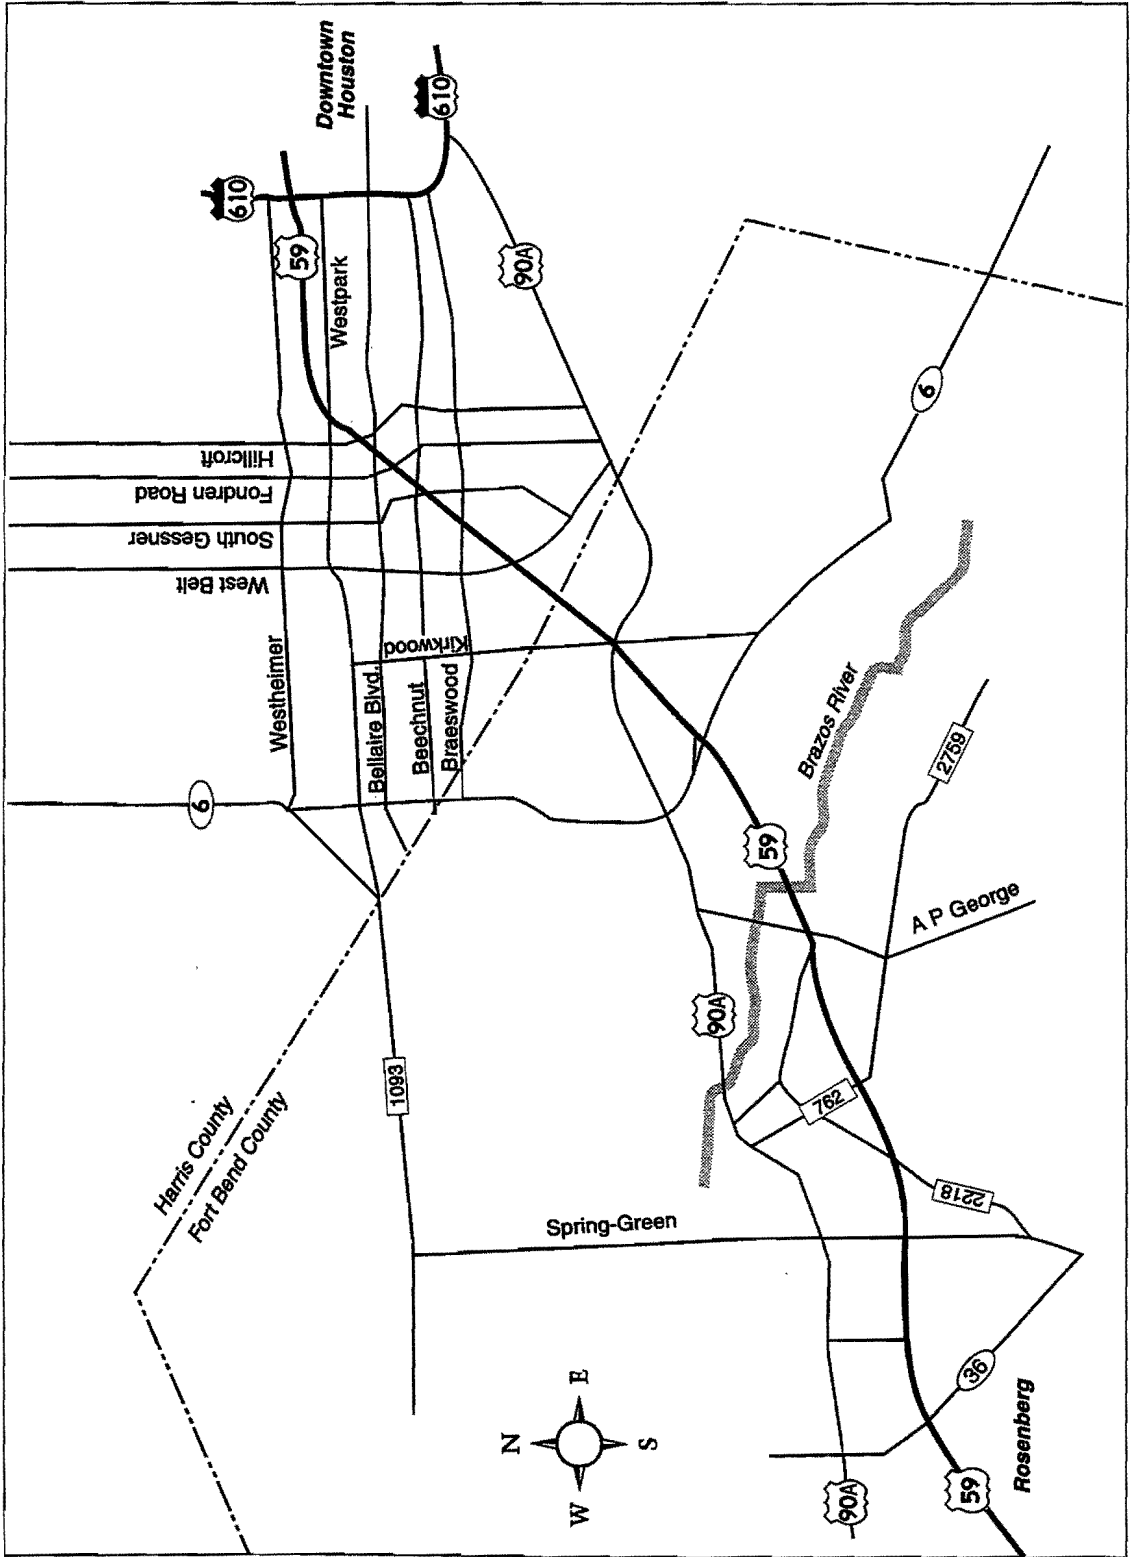 Downtown
Houston
610
610
59
90A
Westpark
6
Hillcroft
Fondren Road
South Gessner
West Belt
Westheimer
Bellaire Blvd.
Beechnut
Braeswood
Kirkwood
6
Brazos River
2759
59
A P George
90A
1093
762
Harris County
Fort Bend County
2218
Spring-Green
36
N
E
S
W
Rosenberg
90A
59